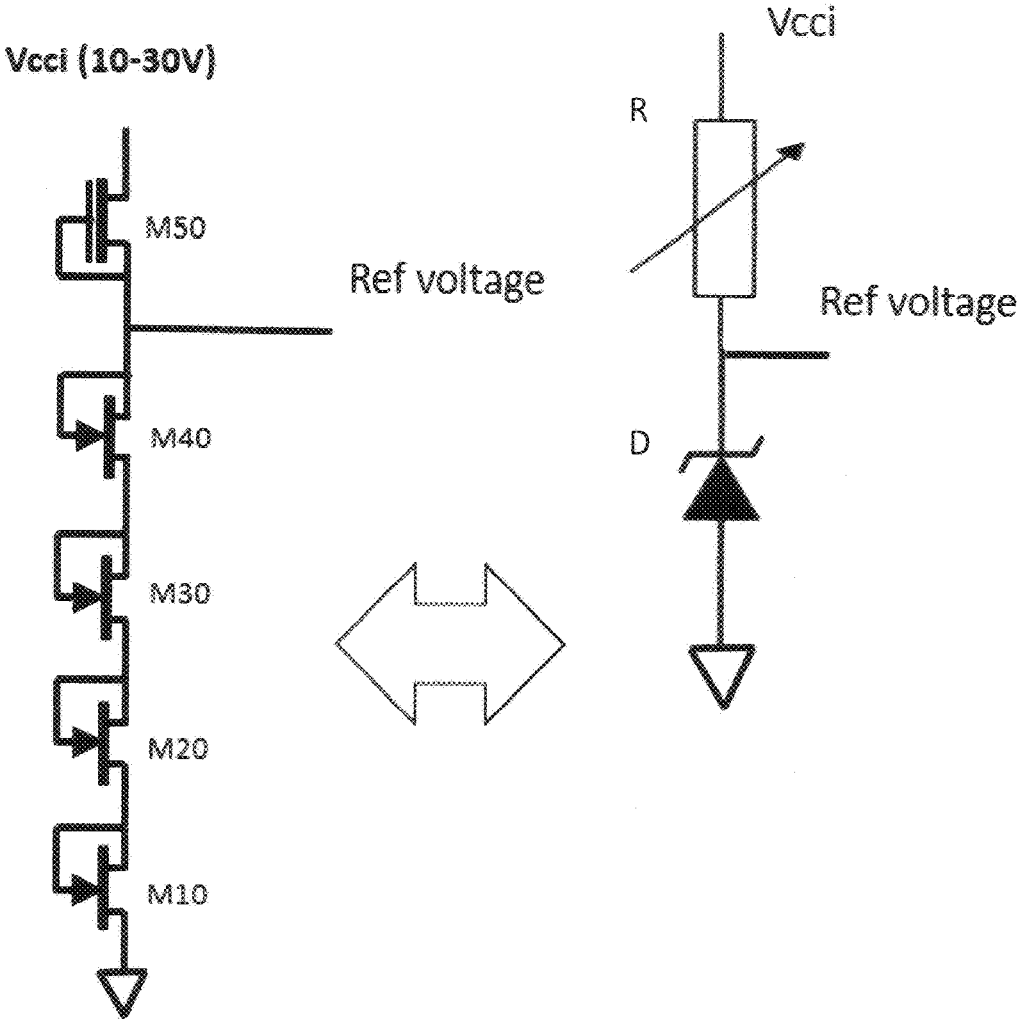 Vcci (10-30V)
M50
Ref voltage
M40
M30
M20
M10
Vcci
R
Ref voltage
D